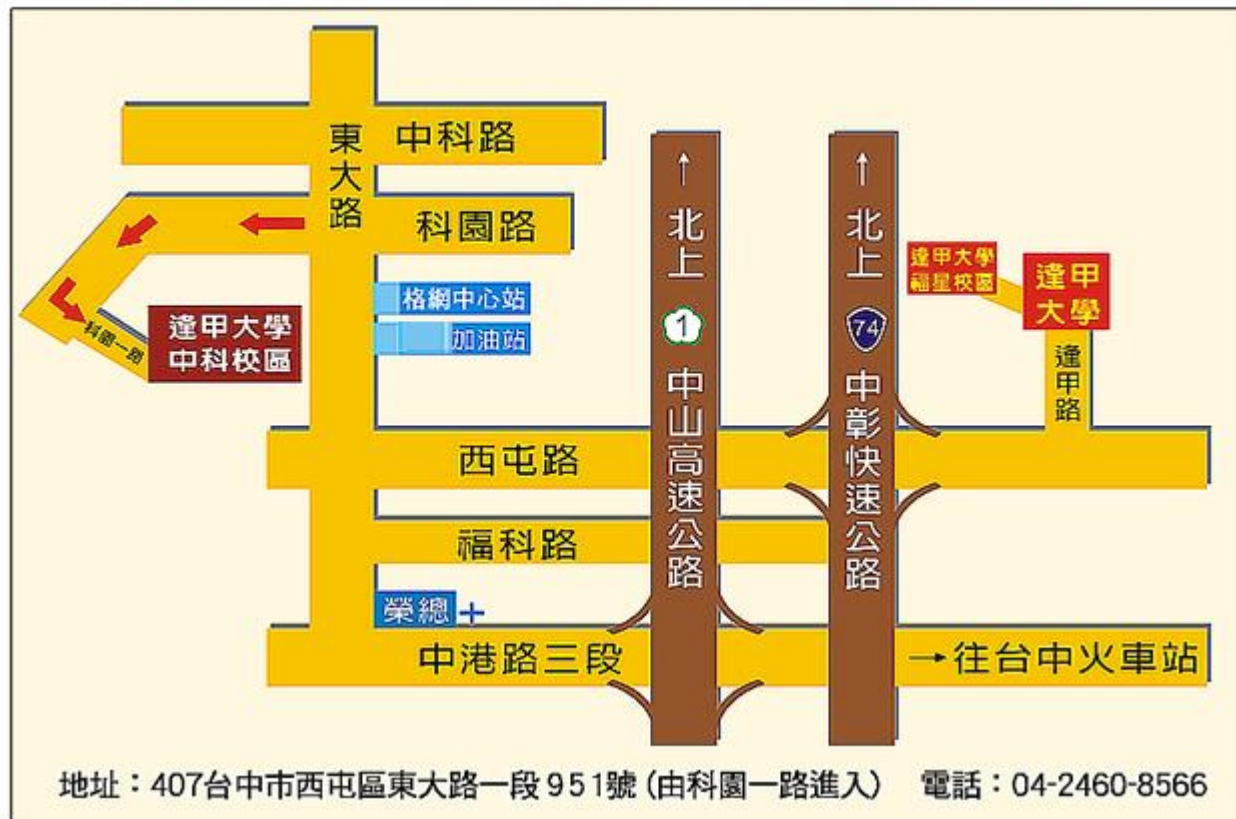 中科路
東大路
科園路
北上
1
中山高速公路
北上
74
中彰快速公路
逢甲大學
福星校區
逢甲
大學
逢甲路
格網中心站
加油站
科園一路
逢甲大學
中科校區
西屯路
福科路
榮總
中港路三段
→往台中火車站
地址：407台中市西屯區東大路一段951號(由科園一路進入) 電話：04-2460-8566